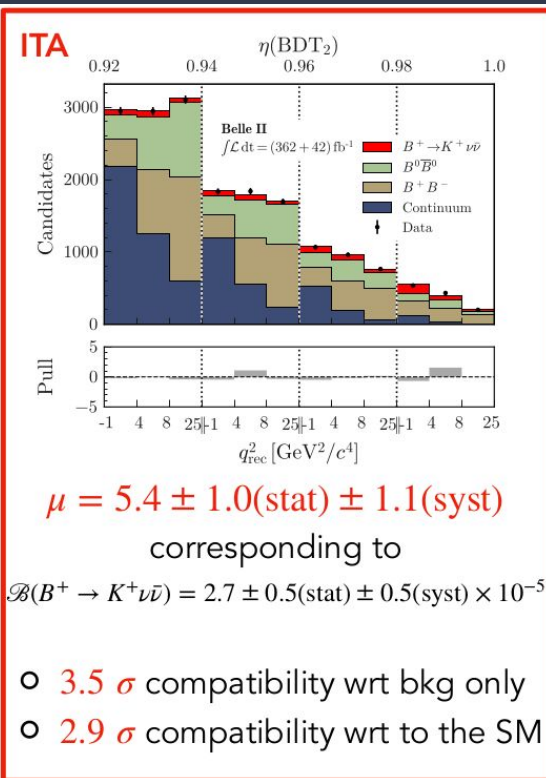 ITA
η(BDT₂)
0.92 0.94 0.96 0.98 1.0
Candidates
3000
2000
1000
0
Belle II
∫ℒ dt = (362 + 42) fb⁻¹
B⁺→K⁺νν̄
B⁰B̄⁰
B⁺B⁻
Continuum
Data
Pull
5
0
−5
-1 4 8 25|-1 4 8 25|-1 4 8 25|-1 4 8 25
q²rec [GeV²/c⁴]
μ = 5.4 ± 1.0(stat) ± 1.1(syst)
corresponding to
ℬ(B⁺ → K⁺νν̄) = 2.7 ± 0.5(stat) ± 0.5(syst) × 10⁻⁵
3.5 σ compatibility wrt bkg only
2.9 σ compatibility wrt to the SM